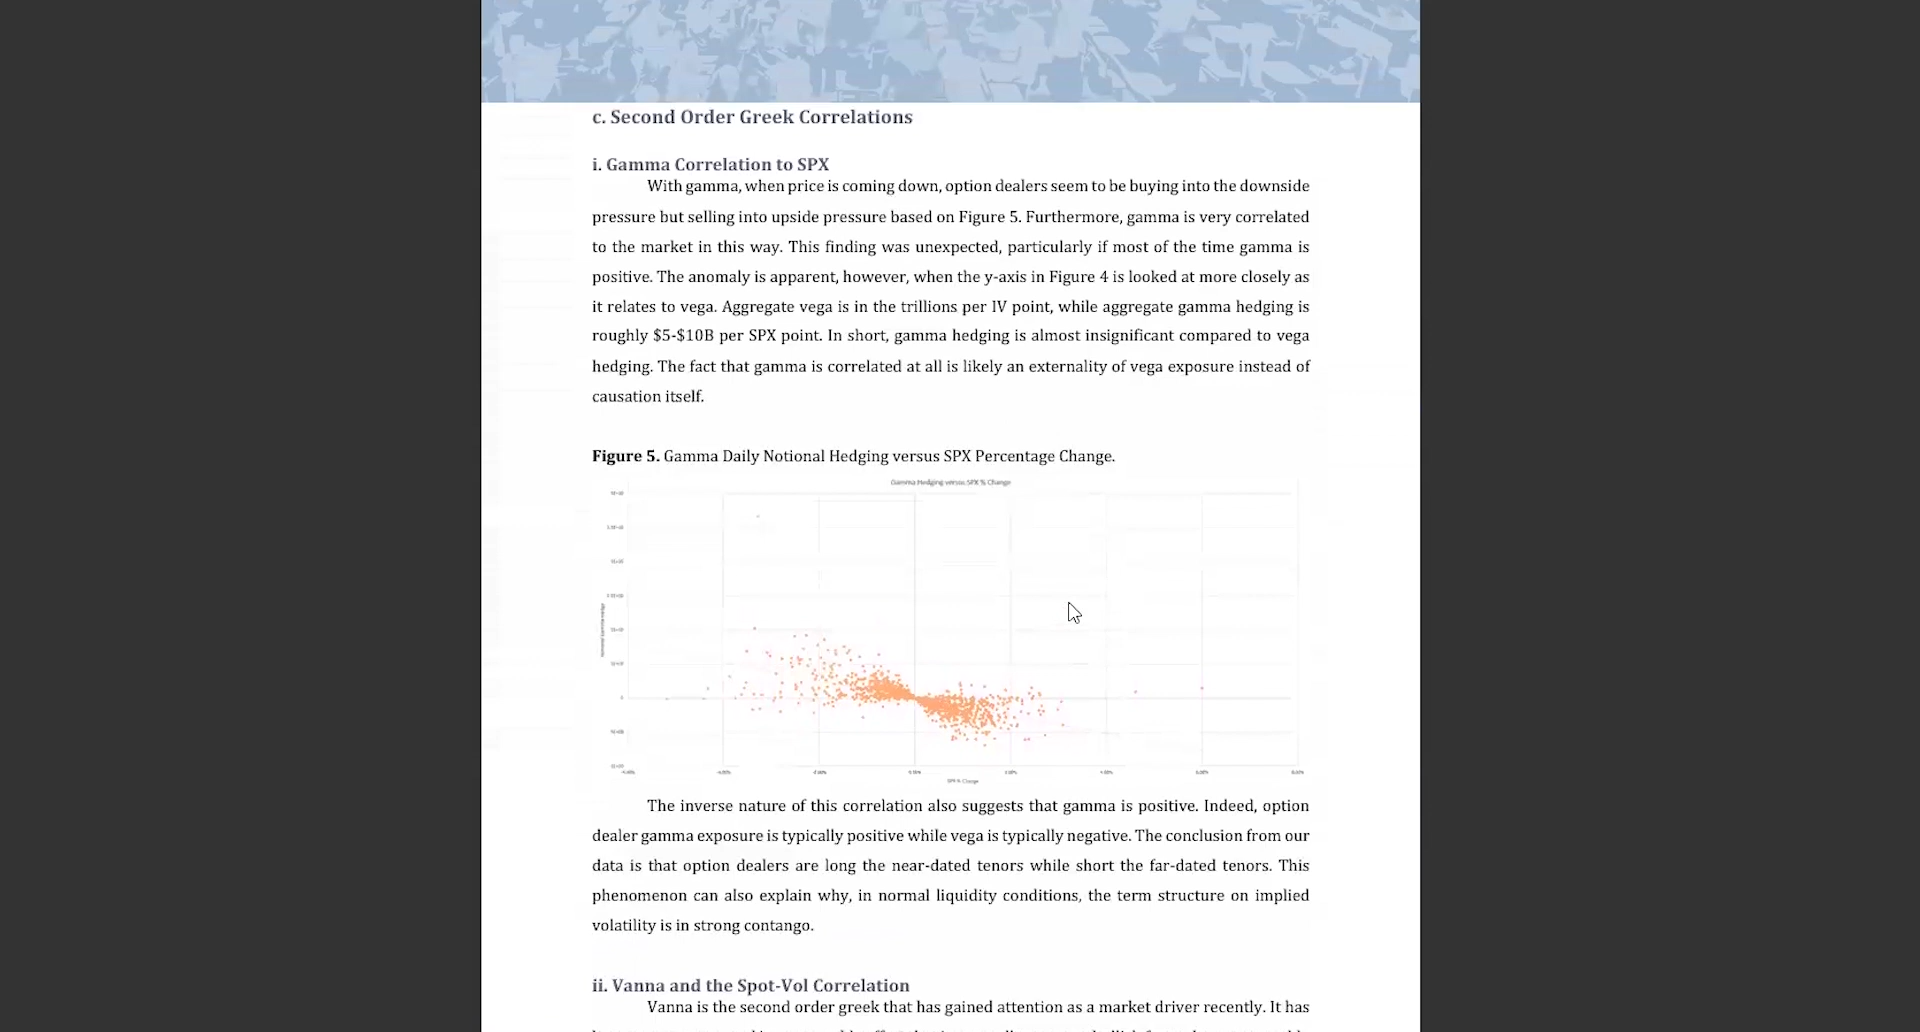 c. Second Order Greek Correlations
i. Gamma Correlation to SPX
With gamma, when price is coming down, option dealers seem to be buying into the downside
pressure but selling into upside pressure based on Figure 5. Furthermore, gamma is very correlated
to the market in this way. This finding was unexpected, particularly if most of the time gamma is
positive. The anomaly is apparent, however, when the y-axis in Figure 4 is looked at more closely as
it relates to vega. Aggregate vega is in the trillions per IV point, while aggregate gamma hedging is
roughly $5-$10B per SPX point. In short, gamma hedging is almost insignificant compared to vega
hedging. The fact that gamma is correlated at all is likely an externality of vega exposure instead of
causation itself.
Figure 5. Gamma Daily Notional Hedging versus SPX Percentage Change.
Gamma Hedging versus SPX % Change
0
SPX % Change
The inverse nature of this correlation also suggests that gamma is positive. Indeed, option
dealer gamma exposure is typically positive while vega is typically negative. The conclusion from our
data is that option dealers are long the near-dated tenors while short the far-dated tenors. This
phenomenon can also explain why, in normal liquidity conditions, the term structure on implied
volatility is in strong contango.
ii. Vanna and the Spot-Vol Correlation
Vanna is the second order greek that has gained attention as a market driver recently. It has